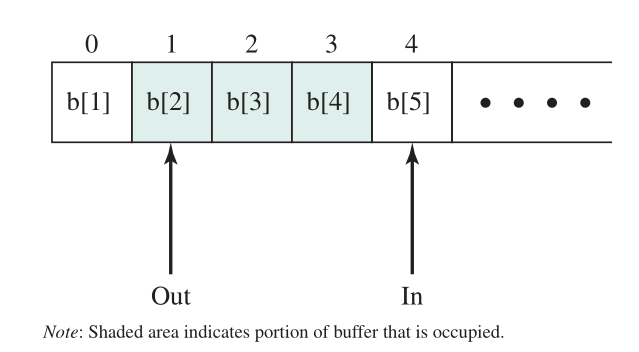 0 1 2 3 4
b[1] b[2] b[3] b[4] b[5] • • • •
Out In
Note: Shaded area indicates portion of buffer that is occupied.